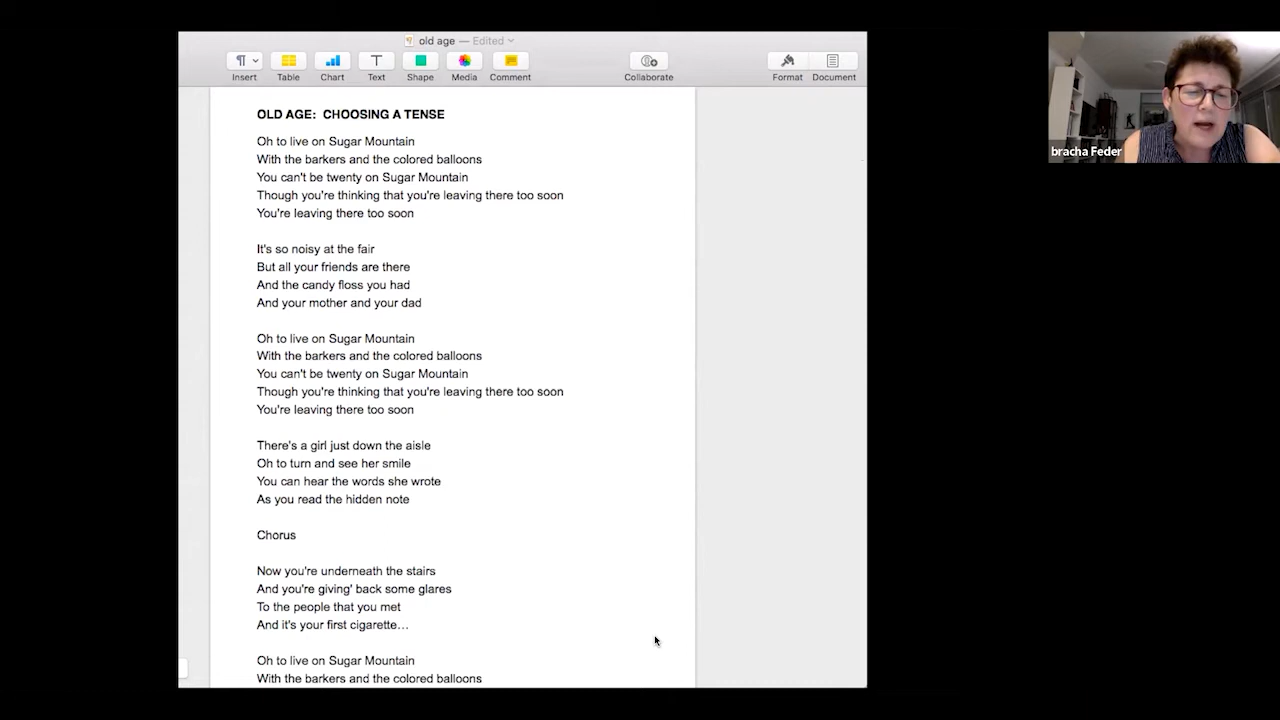 old age — Edited
Insert Table Chart Text Shape Media Comment Collaborate Format Document
OLD AGE: CHOOSING A TENSE
Oh to live on Sugar Mountain
With the barkers and the colored balloons
You can't be twenty on Sugar Mountain
Though you're thinking that you're leaving there too soon
You're leaving there too soon
It's so noisy at the fair
But all your friends are there
And the candy floss you had
And your mother and your dad
Oh to live on Sugar Mountain
With the barkers and the colored balloons
You can't be twenty on Sugar Mountain
Though you're thinking that you're leaving there too soon
You're leaving there too soon
There's a girl just down the aisle
Oh to turn and see her smile
You can hear the words she wrote
As you read the hidden note
Chorus
Now you're underneath the stairs
And you're giving' back some glares
To the people that you met
And it's your first cigarette…
Oh to live on Sugar Mountain
With the barkers and the colored balloons
bracha Feder